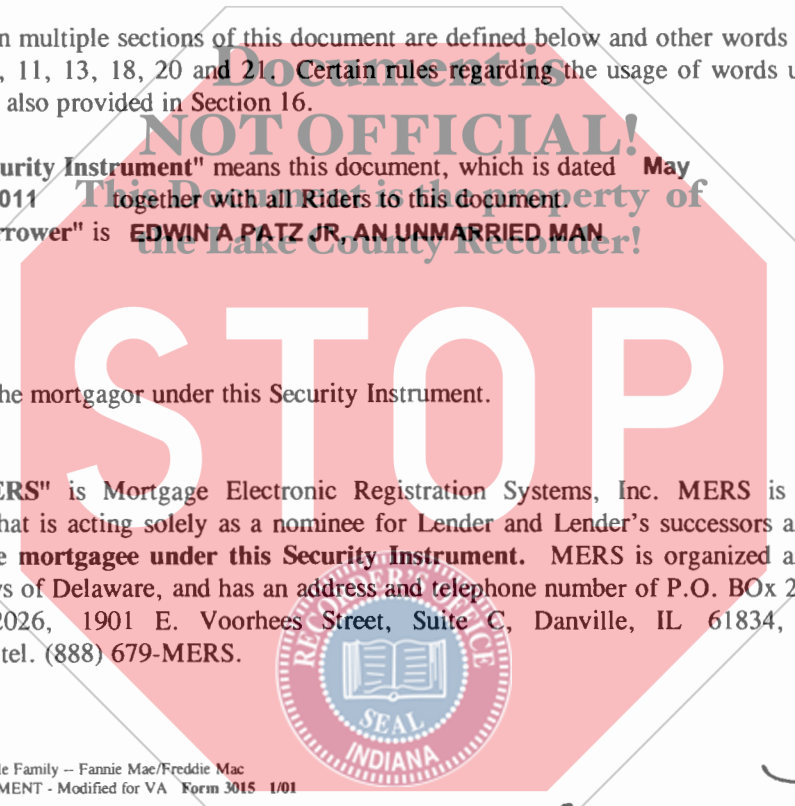 n multiple sections of this document are defined below and other words
, 11, 13, 18, 20 and 21. Certain rules regarding the usage of words u
also provided in Section 16.
Document is
NOT OFFICIAL!
This Document is the property of
the Lake County Recorder!
urity Instrument" means this document, which is dated May
011 together with all Riders to this document.
rrower" is EDWIN A PATZ JR, AN UNMARRIED MAN
STOP
he mortgagor under this Security Instrument.
ERS" is Mortgage Electronic Registration Systems, Inc. MERS is
hat is acting solely as a nominee for Lender and Lender's successors a
e mortgagee under this Security Instrument. MERS is organized a
vs of Delaware, and has an address and telephone number of P.O. BOx 2
2026, 1901 E. Voorhees Street, Suite C, Danville, IL 61834,
tel. (888) 679-MERS.
RECORDER'S OFFICE
SEAL
INDIANA
le Family -- Fannie Mae/Freddie Mac
MENT - Modified for VA Form 3015 1/01